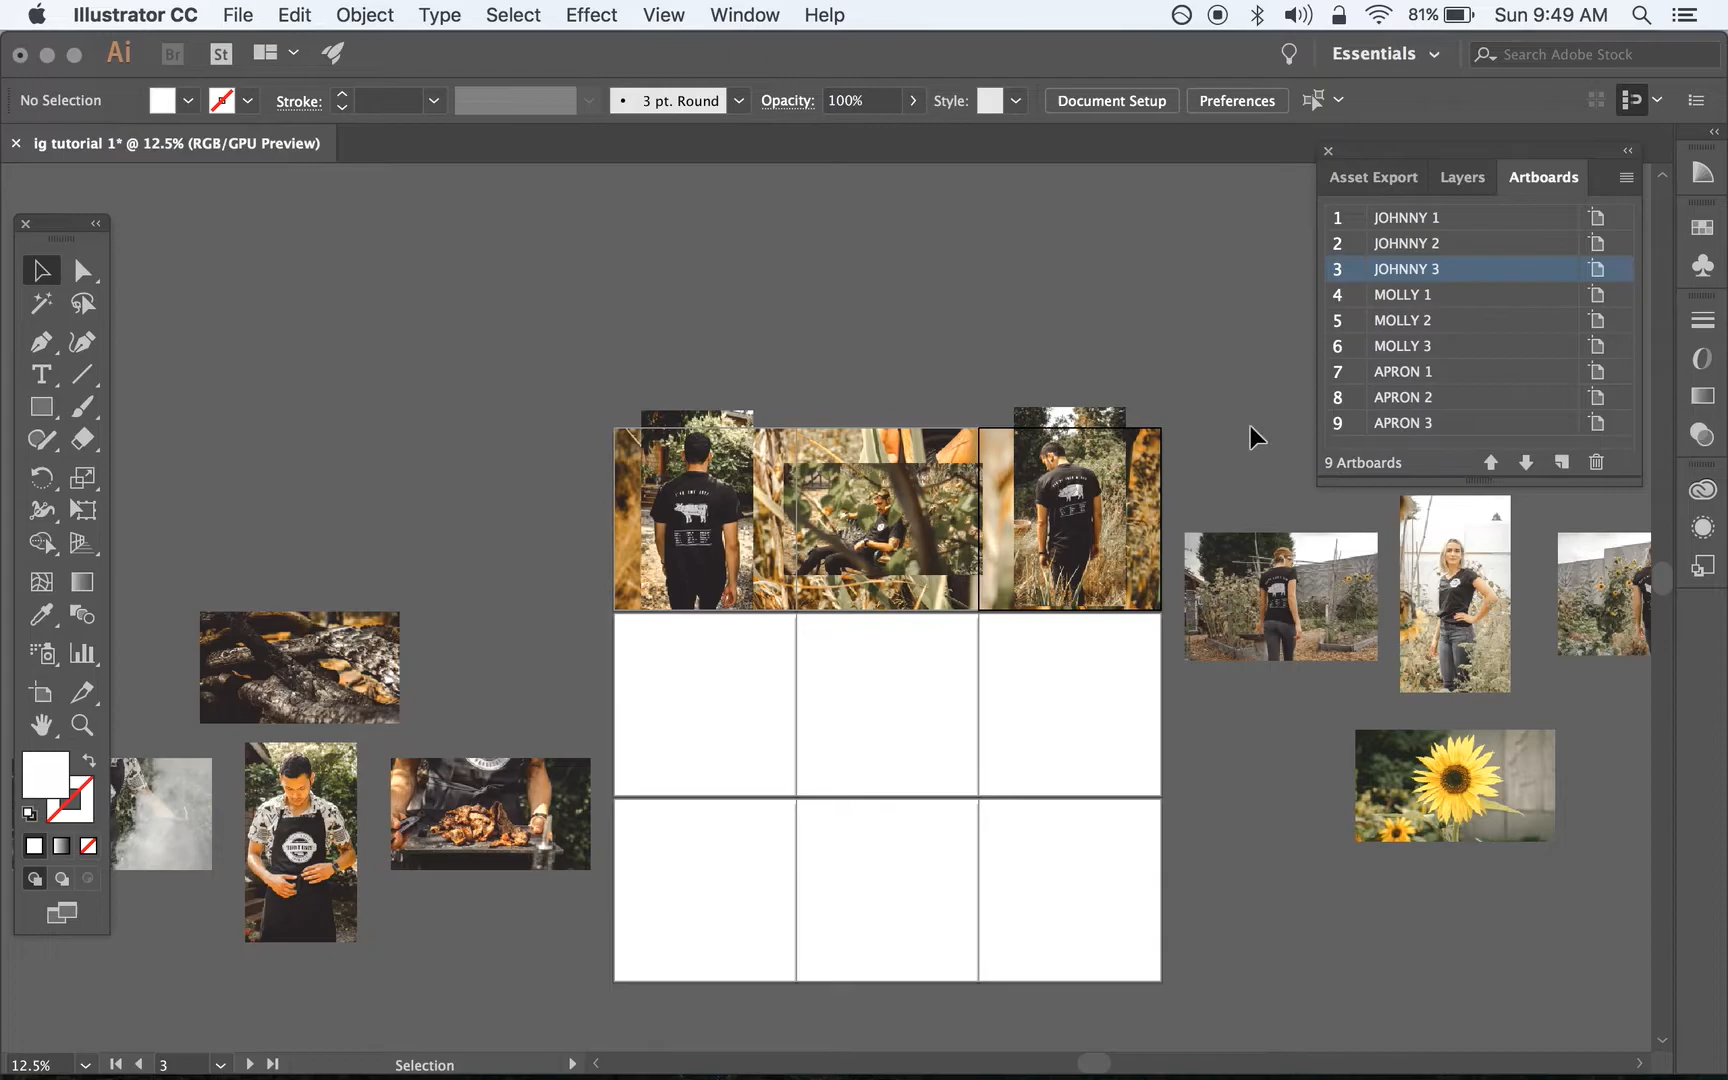 Illustrator CC File Edit Object Type Select Effect View Window Help 81% Sun 9:49 AM
Ai Br St Essentials Search Adobe Stock
No Selection Stroke: 3 pt. Round Opacity: 100% Style: Document Setup Preferences
ig tutorial 1* @ 12.5% (RGB/GPU Preview)
Asset Export Layers Artboards
1 JOHNNY 1
2 JOHNNY 2
3 JOHNNY 3
4 MOLLY 1
5 MOLLY 2
6 MOLLY 3
7 APRON 1
8 APRON 2
9 APRON 3
9 Artboards
12.5% 3 Selection